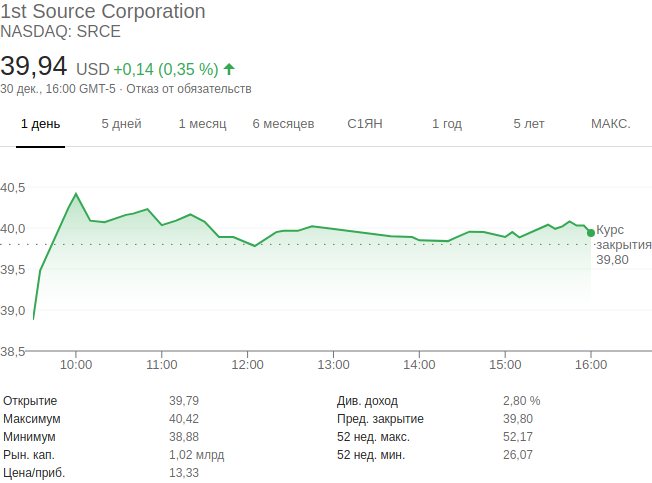 1st Source Corporation
NASDAQ: SRCE
39,94 USD +0,14 (0,35 %)
30 дек., 16:00 GMT-5 · Отказ от обязательств
1 день 5 дней 1 месяц 6 месяцев С1ЯН 1 год 5 лет МАКС.
40,5
40,0
39,5
39,0
38,5
Курс
закрытия
39,80
10:00 11:00 12:00 13:00 14:00 15:00 16:00
Открытие 39,79 Див. доход 2,80 %
Максимум 40,42 Пред. закрытие 39,80
Минимум 38,88 52 нед. макс. 52,17
Рын. кап. 1,02 млрд 52 нед. мин. 26,07
Цена/приб. 13,33